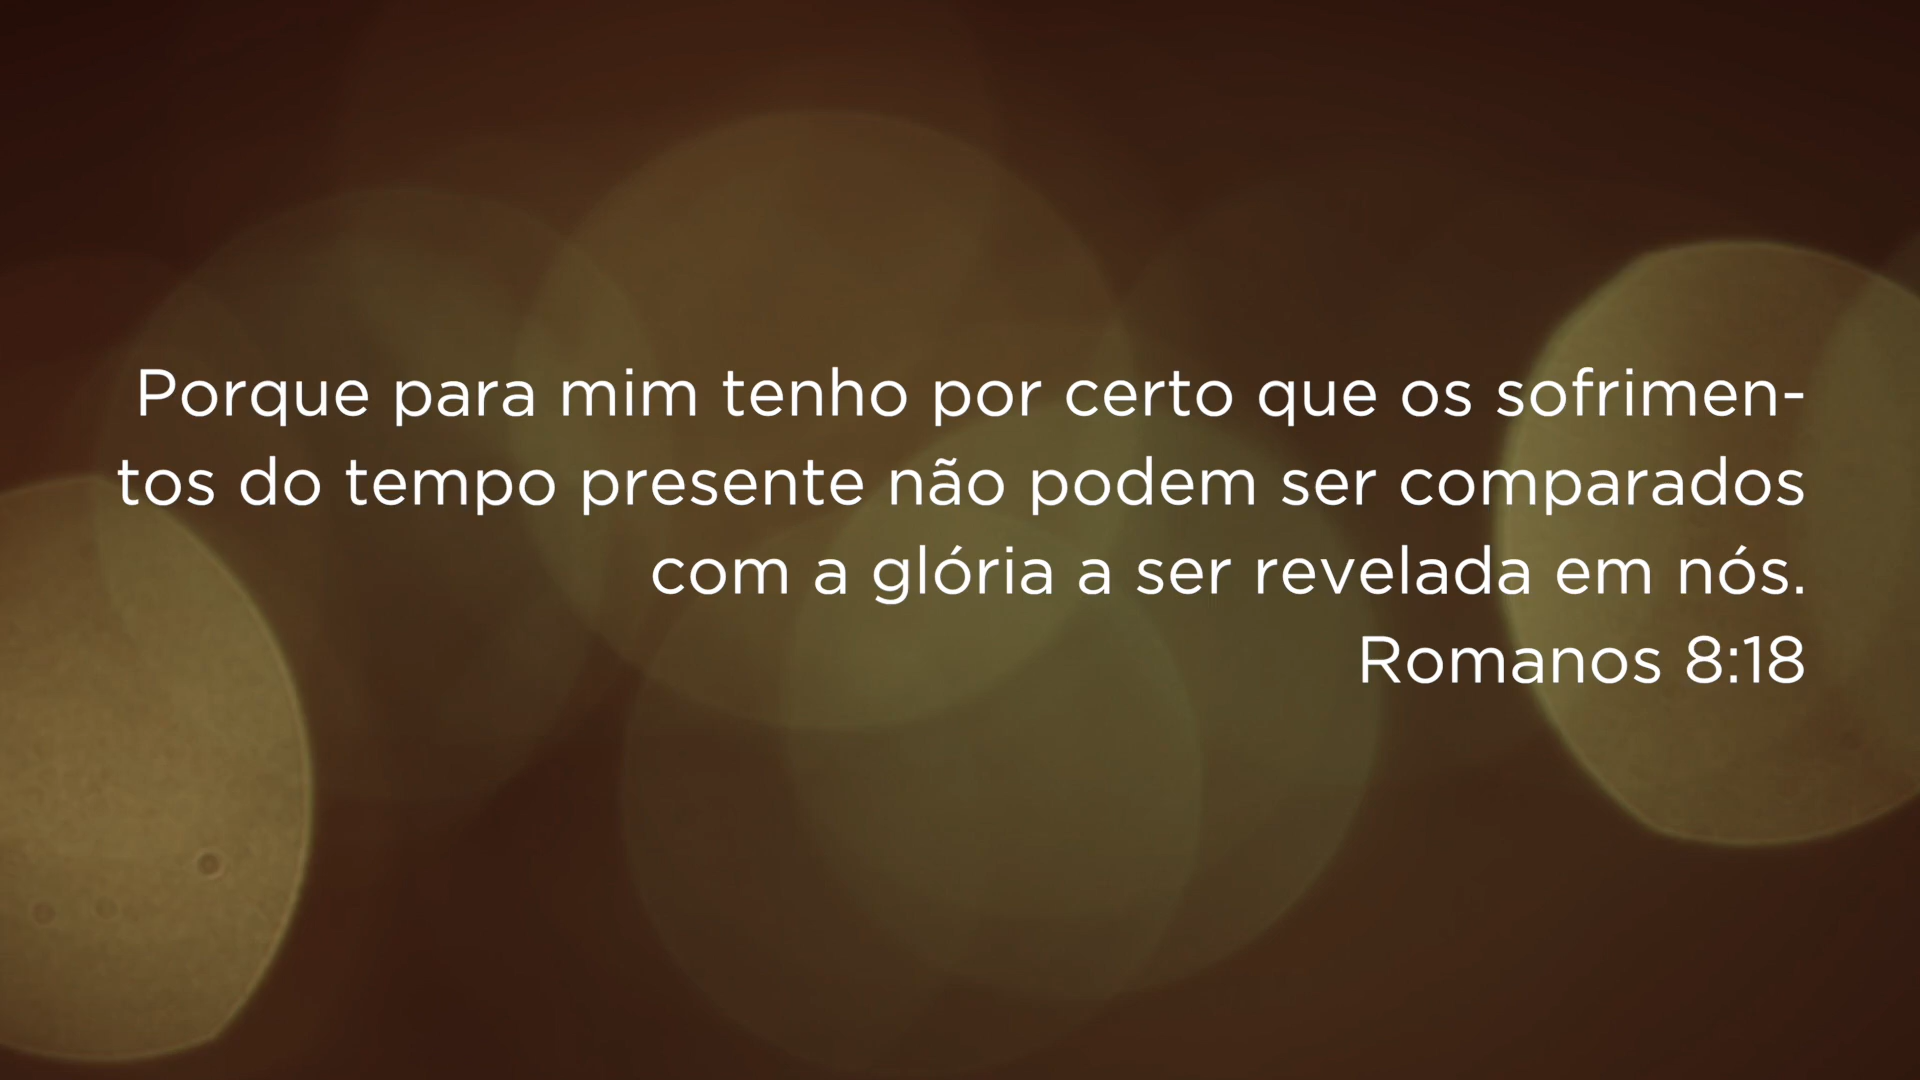 Porque para mim tenho por certo que os sofrimen-
tos do tempo presente não podem ser comparados
com a glória a ser revelada em nós.
Romanos 8:18